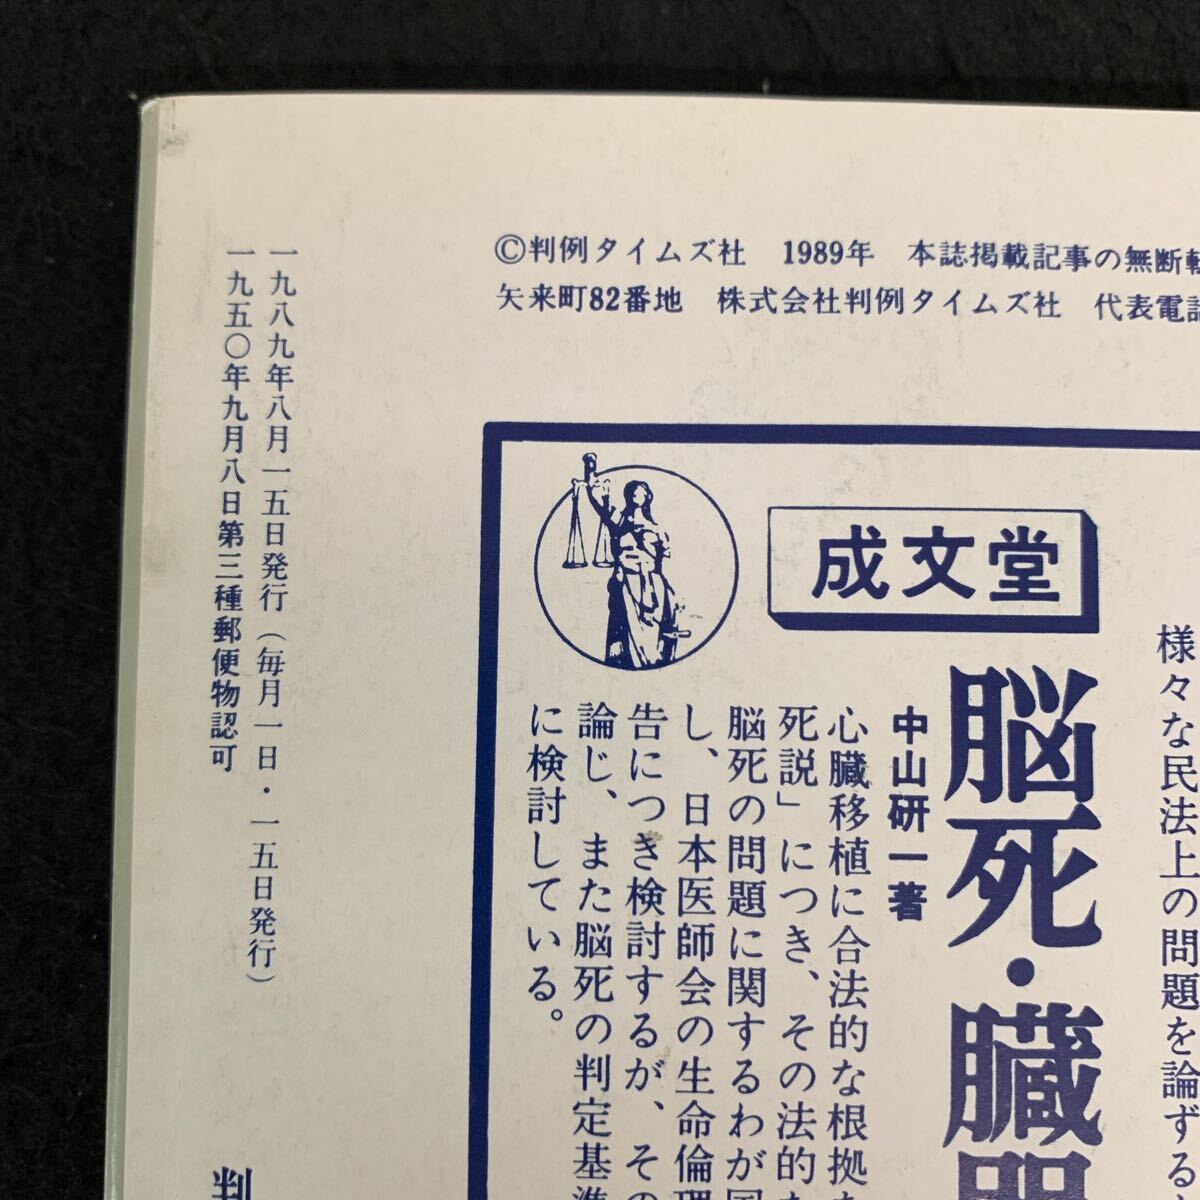 ©判例タイムズ社 1989年 本誌掲載記事の無断転
矢来町82番地 株式会社判例タイムズ社 代表電話
一九八九年八月一五日発行（毎月一日・一五日発行）
一九五〇年九月八日第三種郵便物認可
判
成文堂
様々な民法上の問題を論ずる
脳死・臓器
中山研一著
心臓移植に合法的な根拠を
死説」につき、その法的な
脳死の問題に関するわが国
し、日本医師会の生命倫理
告につき検討するが、その
論じ、また脳死の判定基準
に検討している。